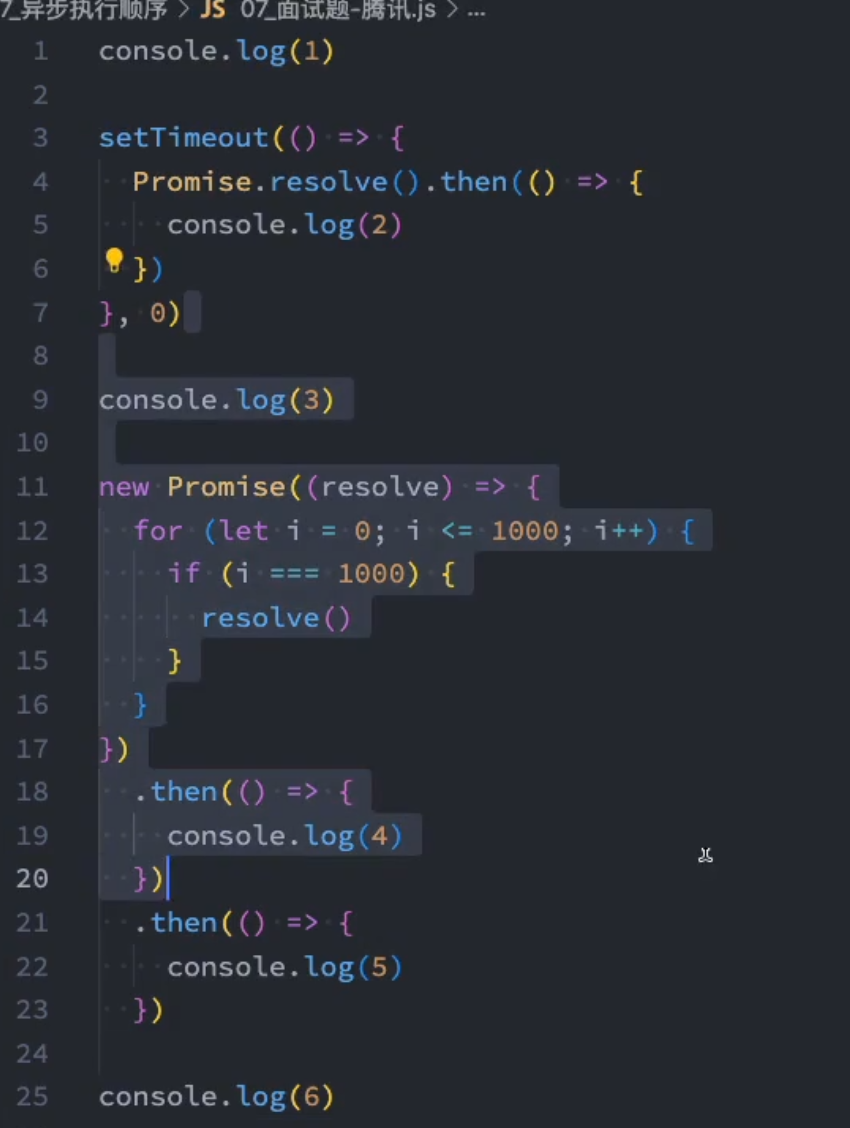 7_异步执行顺序 > JS 07_面试题-腾讯.js > ...
1 console.log(1)
2
3 setTimeout(() => {
4   Promise.resolve().then(() => {
5     console.log(2)
6   })
7 }, 0)
8
9 console.log(3)
10
11 new Promise((resolve) => {
12   for (let i = 0; i <= 1000; i++) {
13     if (i === 1000) {
14       resolve()
15     }
16   }
17 })
18   .then(() => {
19     console.log(4)
20   })
21   .then(() => {
22     console.log(5)
23   })
24
25 console.log(6)